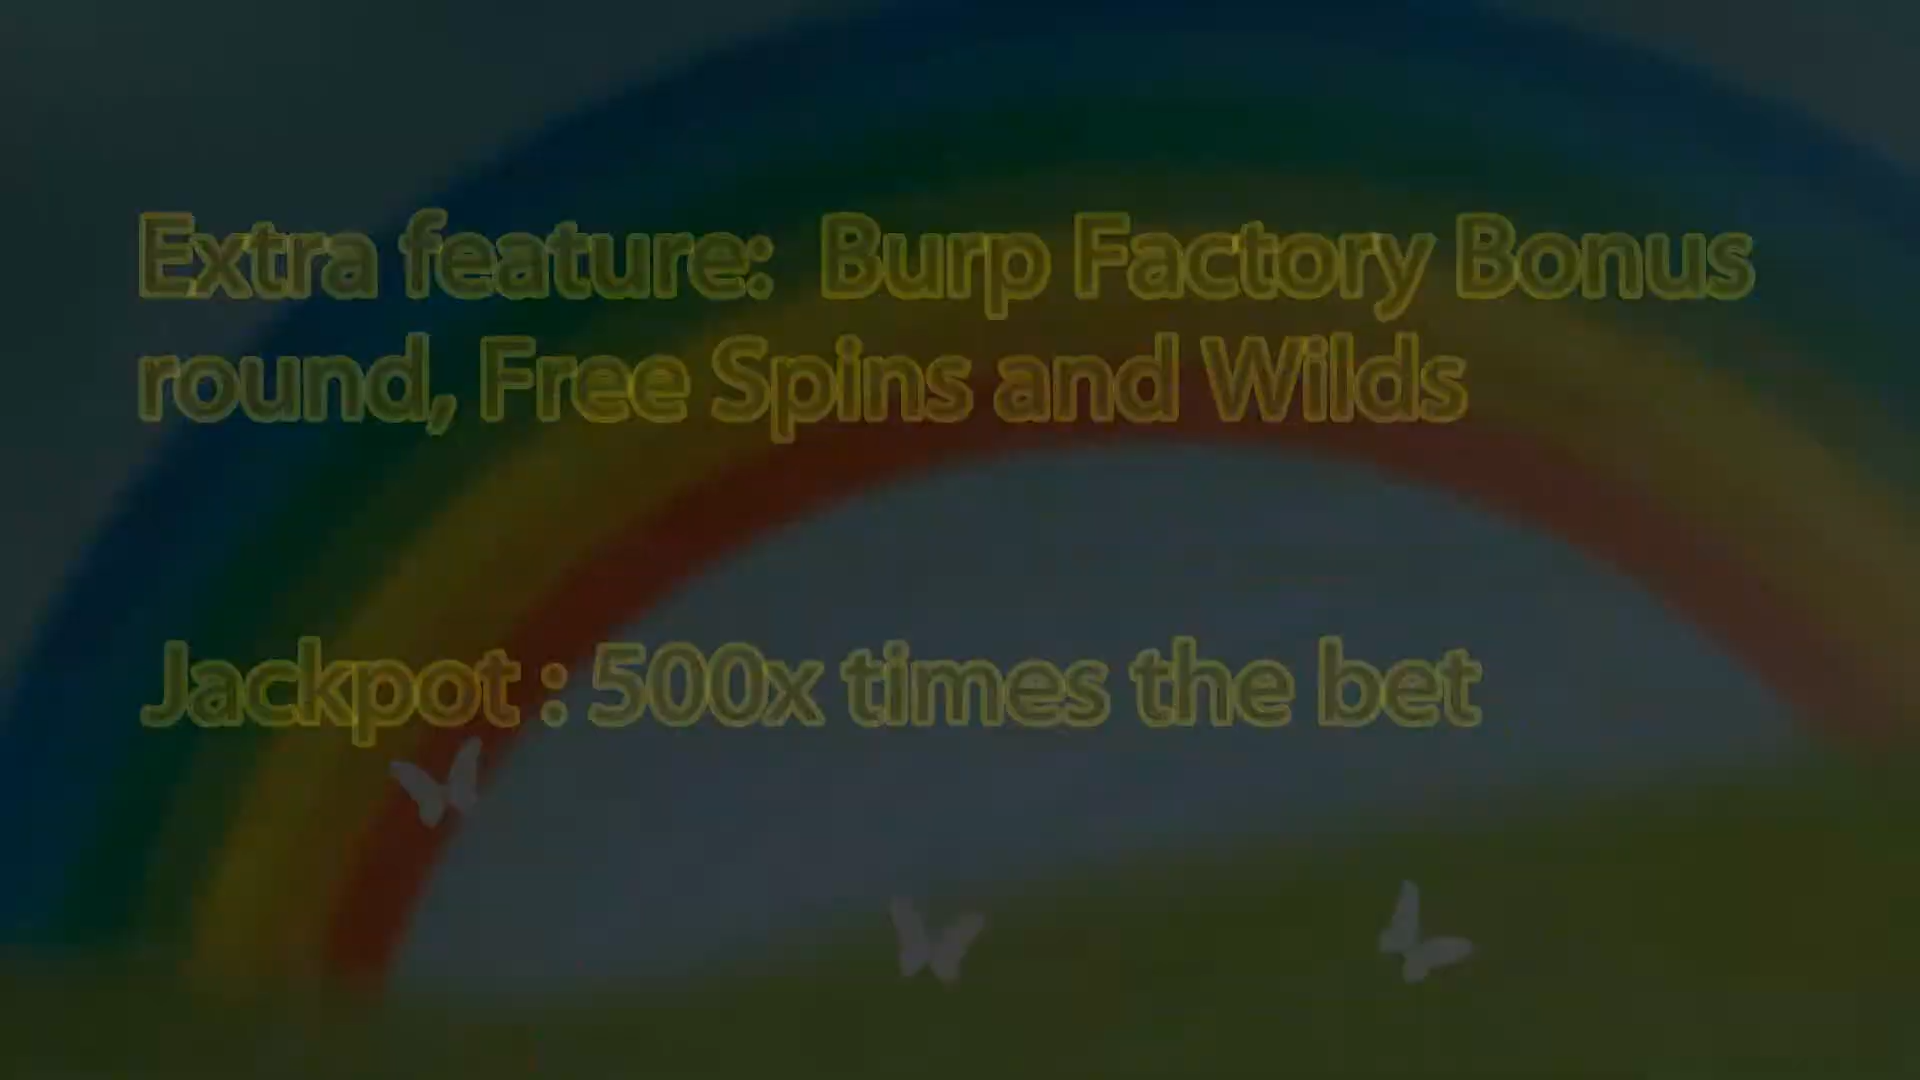 Extra feature:  Burp Factory Bonus
round, Free Spins and Wilds
Jackpot : 500x times the bet